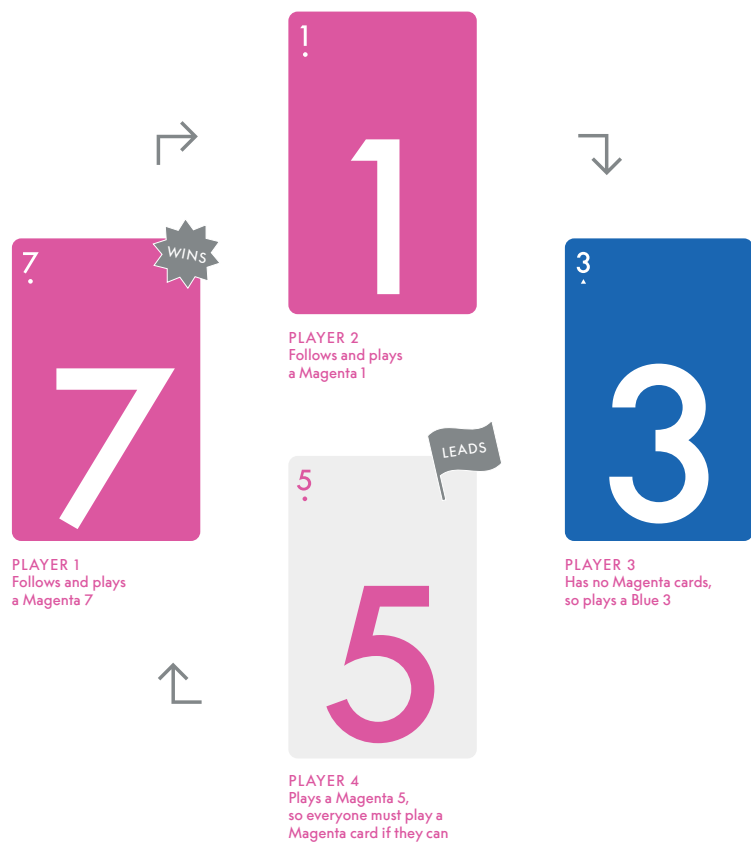 1
1
PLAYER 2
Follows and plays
a Magenta 1
7
WINS
7
PLAYER 1
Follows and plays
a Magenta 7
3
3
PLAYER 3
Has no Magenta cards,
so plays a Blue 3
5
LEADS
5
PLAYER 4
Plays a Magenta 5,
so everyone must play a
Magenta card if they can